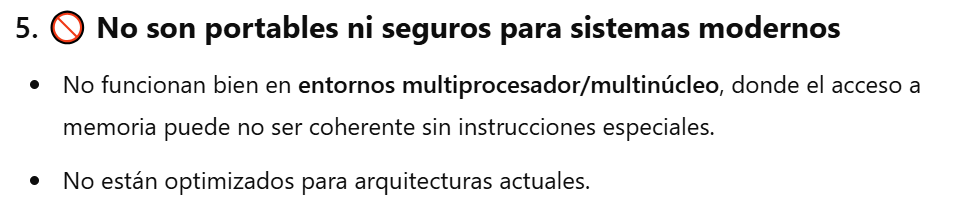 5. 🚫 No son portables ni seguros para sistemas modernos
• No funcionan bien en entornos multiprocesador/multinúcleo, donde el acceso a
memoria puede no ser coherente sin instrucciones especiales.
• No están optimizados para arquitecturas actuales.